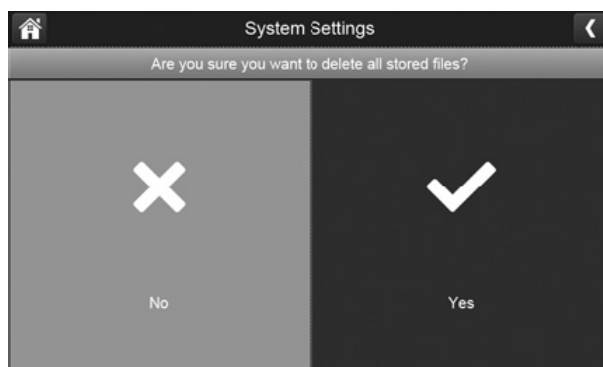 System Settings
Are you sure you want to delete all stored files?
No
Yes